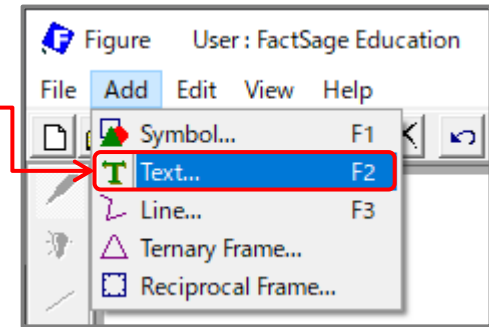 Figure User : FactSage Education
File Add Edit View Help
Symbol... F1
T Text... F2
Line... F3
Ternary Frame...
Reciprocal Frame...